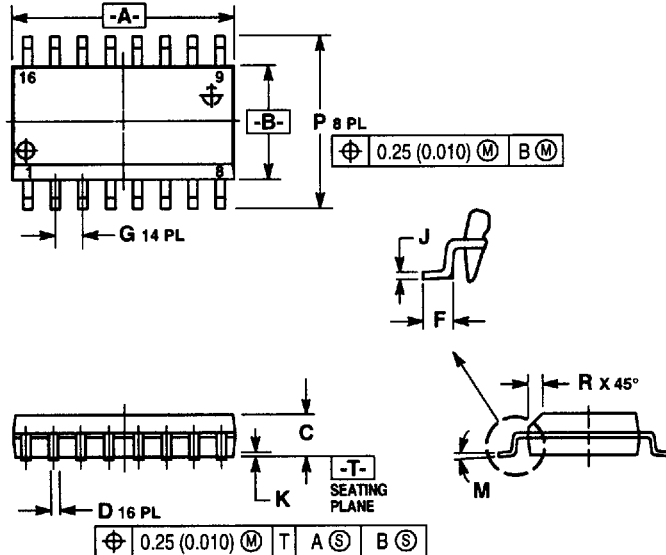 -A-
16 9
-B-
P 8 PL
⌖ 0.25 (0.010) Ⓜ B Ⓜ
1 8
G 14 PL
J
F
R X 45°
C
-T-
SEATING
PLANE
K
M
D 16 PL
⌖ 0.25 (0.010) Ⓜ T A Ⓢ B Ⓢ